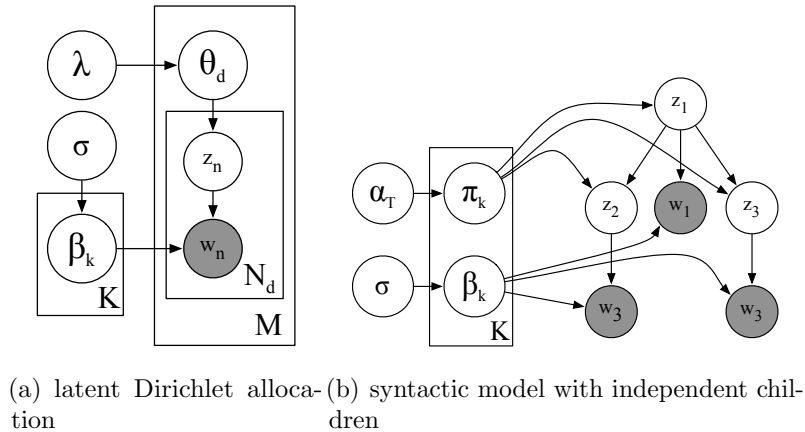 λ
θd
σ
zn
βk
wn
K
Nd
M
z1
αT
πk
z2
w1
z3
σ
βk
w3
w3
K
(a) latent Dirichlet alloca-
tion
(b) syntactic model with independent chil-
dren